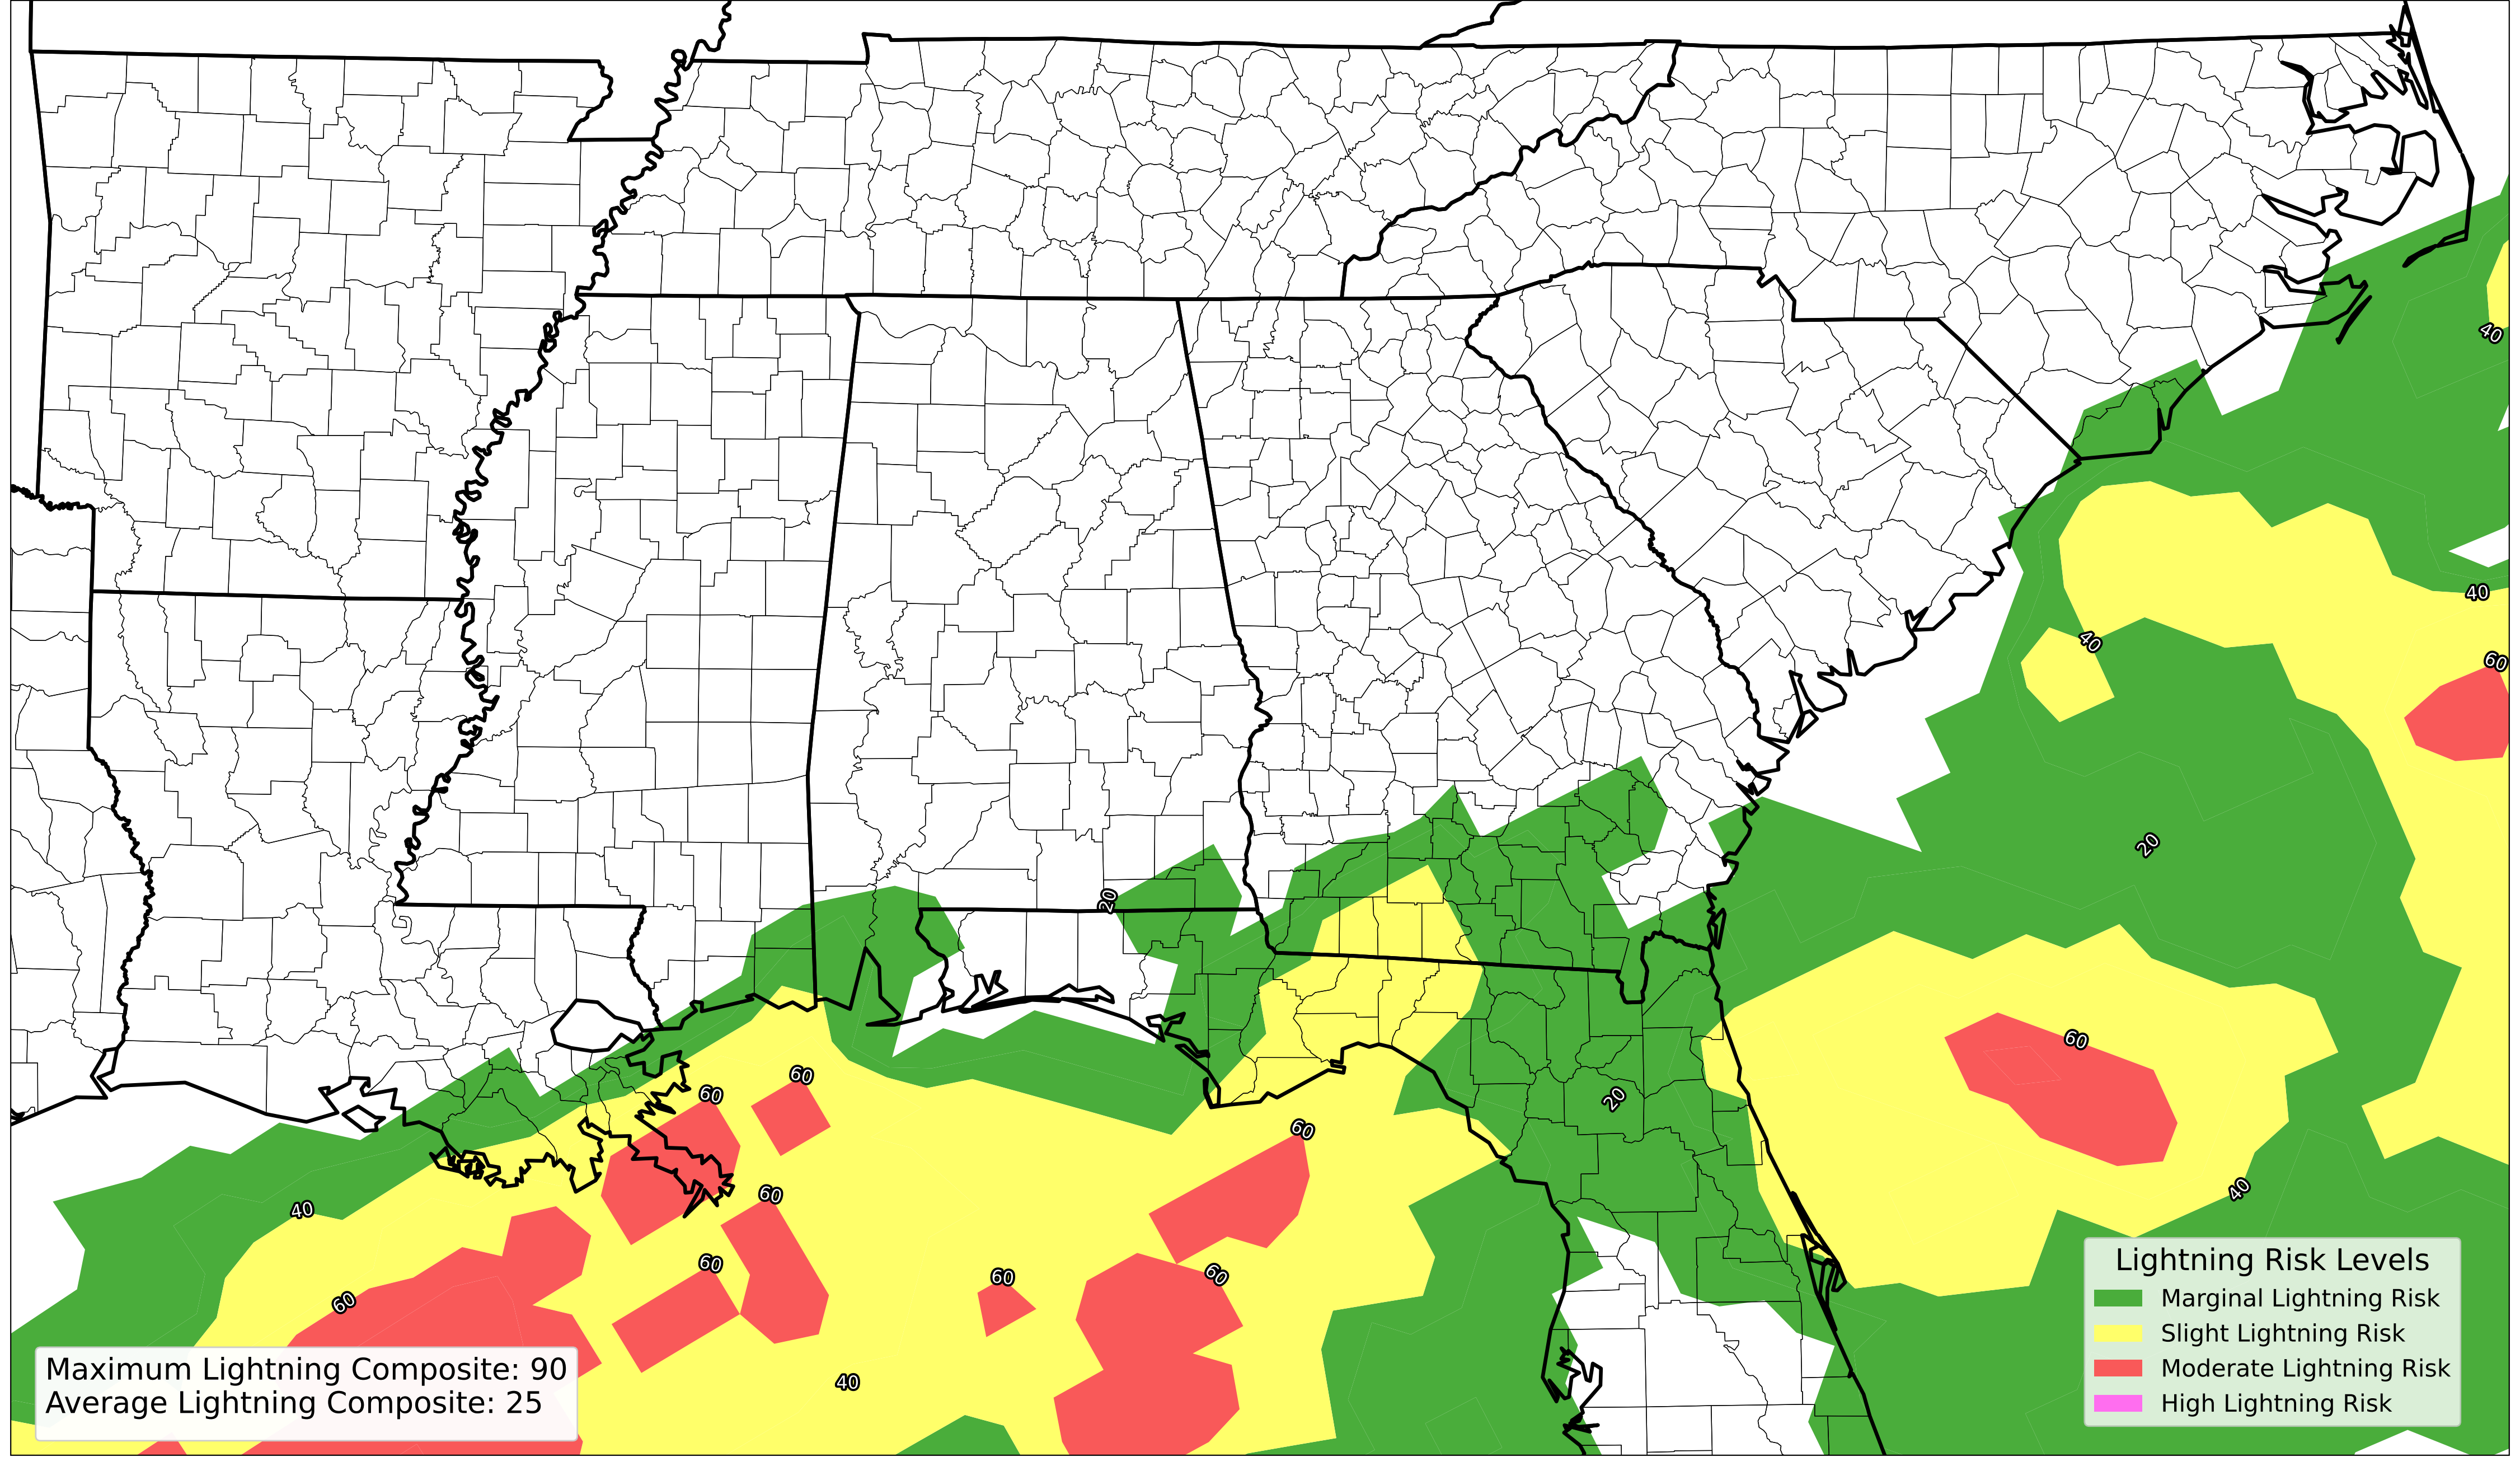 40
40
40
60
20
20
60
20
60
60
60
40
60
40
60
60
60
60
40
Lightning Risk Levels
Marginal Lightning Risk
Slight Lightning Risk
Moderate Lightning Risk
High Lightning Risk
Maximum Lightning Composite: 90
Average Lightning Composite: 25